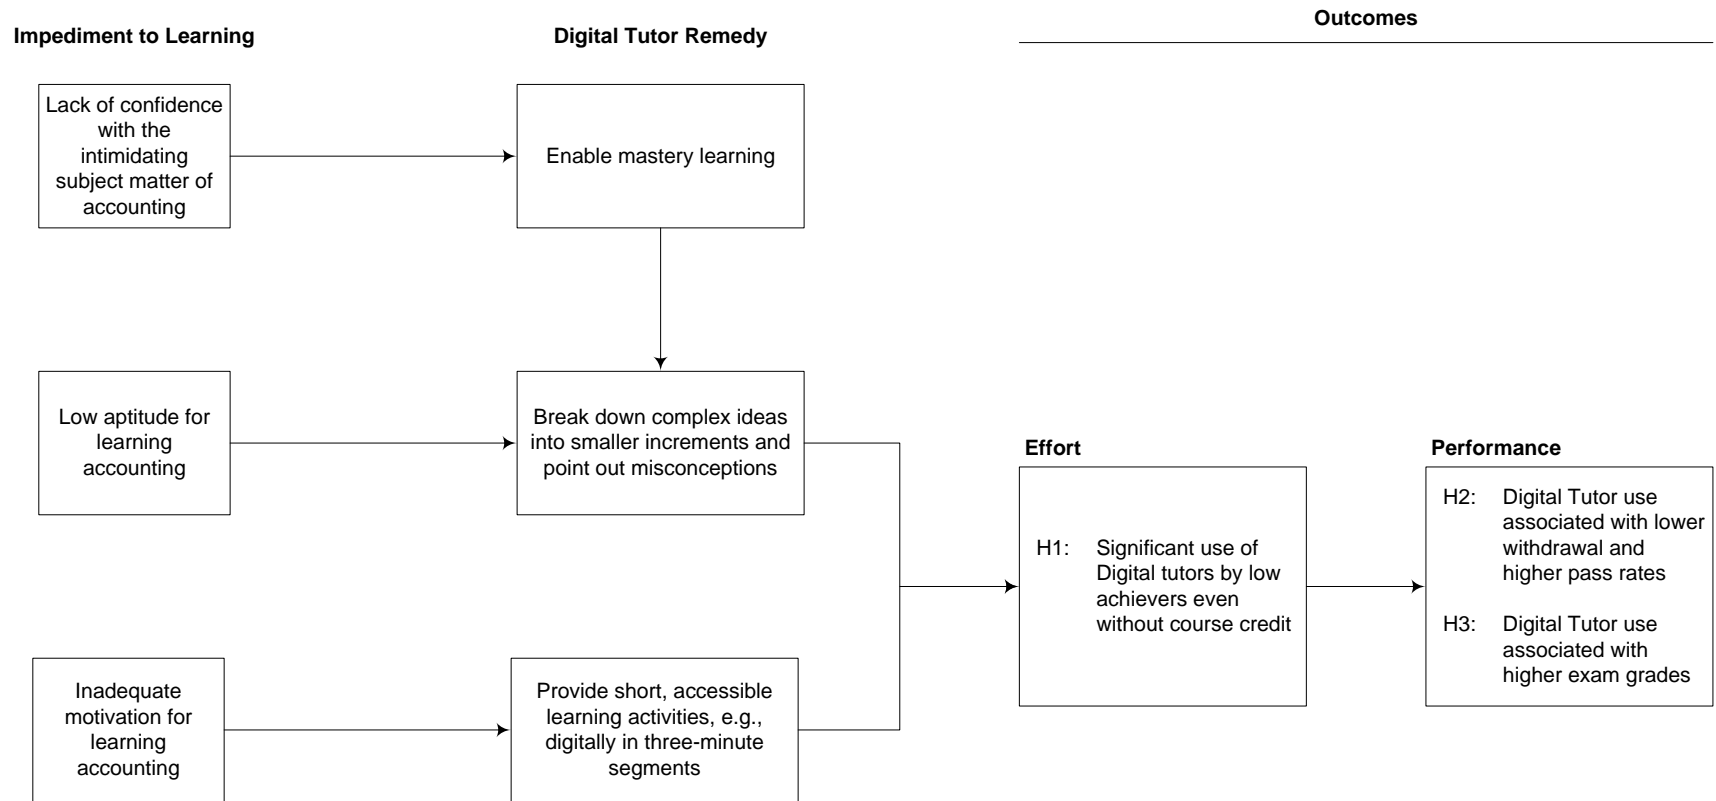 Outcomes
Impediment to Learning
Digital Tutor Remedy
Lack of confidence
with the
intimidating
subject matter of
accounting
Enable mastery learning
Low aptitude for
learning
accounting
Break down complex ideas
into smaller increments and
point out misconceptions
Inadequate
motivation for
learning
accounting
Provide short, accessible
learning activities, e.g.,
digitally in three-minute
segments
Effort
H1: Significant use of
Digital tutors by low
achievers even
without course credit
Performance
H2: Digital Tutor use
associated with lower
withdrawal and
higher pass rates
H3: Digital Tutor use
associated with
higher exam grades